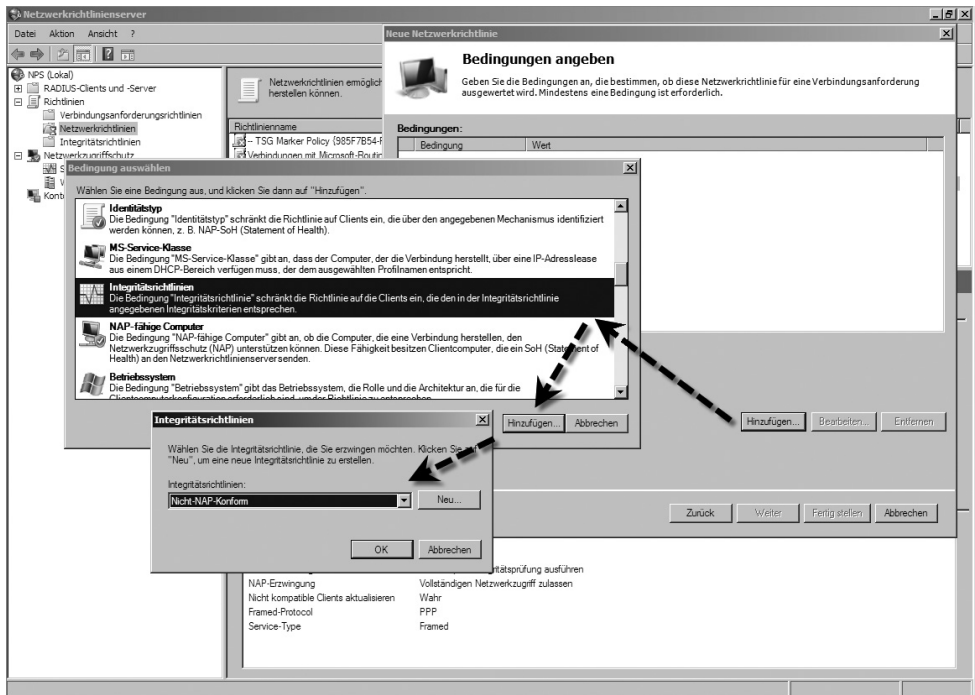 Netzwerkrichtlinienserver
Datei Aktion Ansicht ?
NPS (Lokal)
RADIUS-Clients und -Server
Richtlinien
Verbindungsanforderungsrichtlinien
Netzwerkrichtlinien
Integritätsrichtlinien
Netzwerkzugriffschutz
Netzwerkrichtlinien ermöglich
herstellen können.
Richtlinienname
-- TSG Marker Policy {985F7B54-F
Verbindungen mit Microsoft-Routin
Neue Netzwerkrichtlinie
Bedingungen angeben
Geben Sie die Bedingungen an, die bestimmen, ob diese Netzwerkrichtlinie für eine Verbindungsanforderung
ausgewertet wird. Mindestens eine Bedingung ist erforderlich.
Bedingungen:
Bedingung Wert
Hinzufügen... Bearbeiten... Entfernen
Zurück Weiter Fertig stellen Abbrechen
Bedingung auswählen
Wählen Sie eine Bedingung aus, und klicken Sie dann auf "Hinzufügen".
Identitätstyp
Die Bedingung "Identitätstyp" schränkt die Richtlinie auf Clients ein, die über den angegebenen Mechanismus identifiziert
werden können, z. B. NAP-SoH (Statement of Health).
MS-Service-Klasse
Die Bedingung "MS-Service-Klasse" gibt an, dass der Computer, der die Verbindung herstellt, über eine IP-Adresslease
aus einem DHCP-Bereich verfügen muss, der dem ausgewählten Profilnamen entspricht.
Integritätsrichtlinien
Die Bedingung "Integritätsrichtlinie" schränkt die Richtlinie auf die Clients ein, die den in der Integritätsrichtlinie
angegebenen Integritätskriterien entsprechen.
NAP-fähige Computer
Die Bedingung "NAP-fähige Computer" gibt an, ob die Computer, die eine Verbindung herstellen, den
Netzwerkzugriffsschutz (NAP) unterstützen können. Diese Fähigkeit besitzen Clientcomputer, die ein SoH (Statement of
Health) an den Netzwerkrichtlinienserver senden.
Betriebssystem
Die Bedingung "Betriebssystem" gibt das Betriebssystem, die Rolle und die Architektur an, die für die
Clientcomputerkonfiguration erforderlich sind, um der Richtlinie zu entsprechen.
Hinzufügen... Abbrechen
Integritätsrichtlinien
Wählen Sie die Integritätsrichtlinie, die Sie erzwingen möchten. Klicken Sie auf
"Neu", um eine neue Integritätsrichtlinie zu erstellen.
Integritätsrichtlinien:
Nicht-NAP-Konform Neu...
OK Abbrechen
ausführen
NAP-Erzwingung Vollständigen Netzwerkzugriff zulassen
Nicht kompatible Clients aktualisieren Wahr
Framed-Protocol PPP
Service-Type Framed